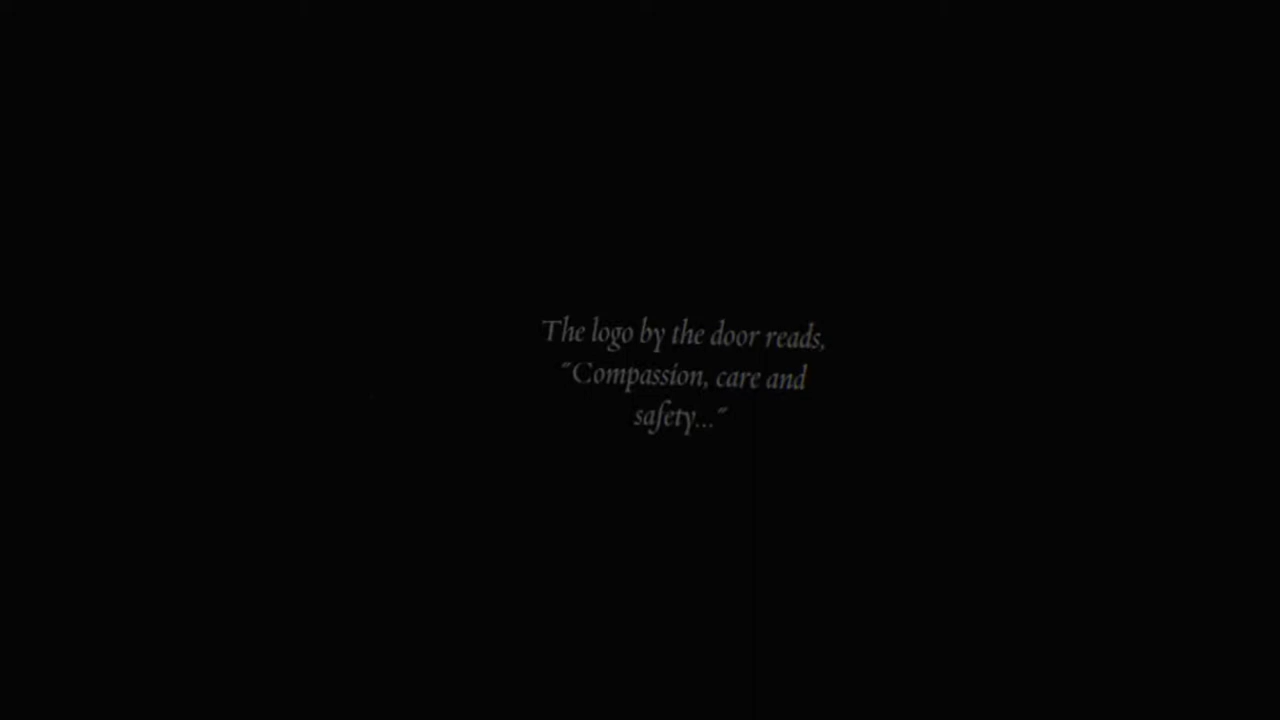 The logo by the door reads,
"Compassion, care and
safety..."